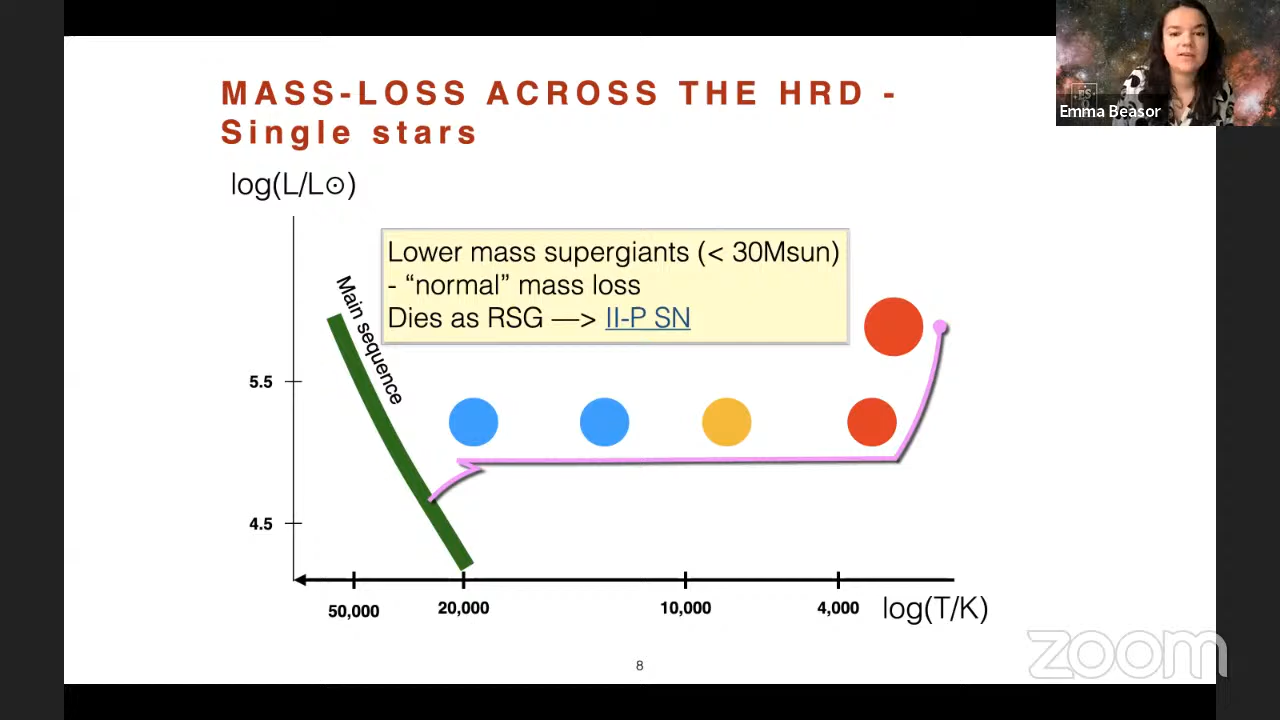 MASS-LOSS ACROSS THE HRD -
Single stars
Emma Beasor
log(L/L⊙)
Lower mass supergiants (< 30Msun)
- “normal” mass loss
Dies as RSG —> II-P SN
Main sequence
5.5
4.5
50,000 20,000 10,000 4,000 log(T/K)
8
zoom